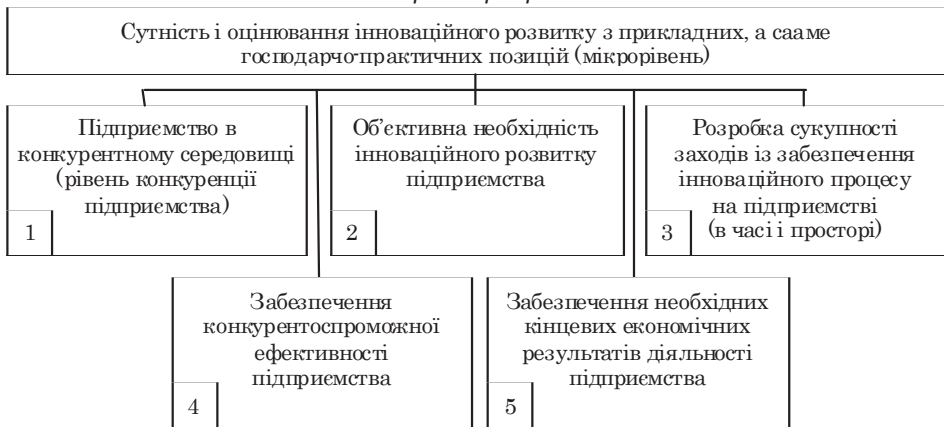 Сутність і оцінювання інноваційного розвитку з прикладних, а сааме
господарчо-практичних позицій (мікрорівень)
Підприємство в
конкурентному середовищі
(рівень конкуренції
підприємства)
1
Об’єктивна необхідність
інноваційного розвитку
підприємства
2
Розробка сукупності
заходів із забезпечення
інноваційного процесу
на підприємстві
(в часі і просторі)
3
Забезпечення
конкурентоспроможної
ефективності
підприємства
4
Забезпечення необхідних
кінцевих економічних
результатів діяльності
підприємства
5